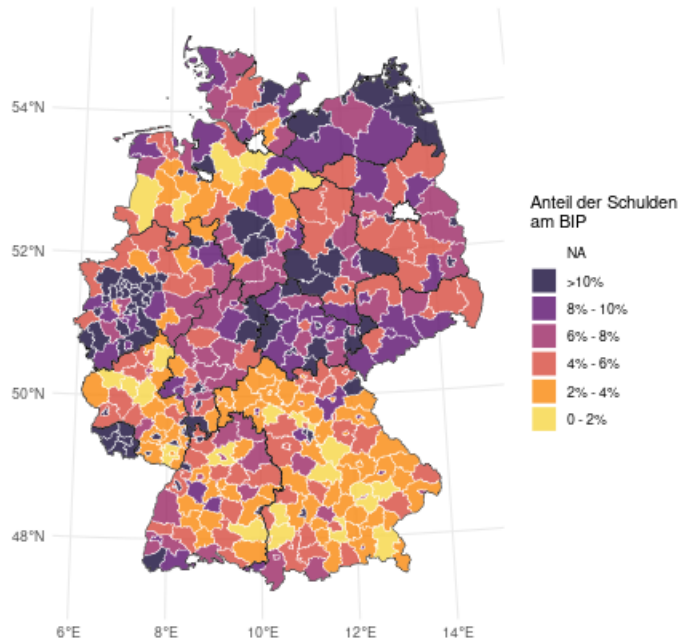 54°N
52°N
50°N
48°N
6°E
8°E
10°E
12°E
14°E
Anteil der Schulden
am BIP
NA
>10%
8% - 10%
6% - 8%
4% - 6%
2% - 4%
0 - 2%